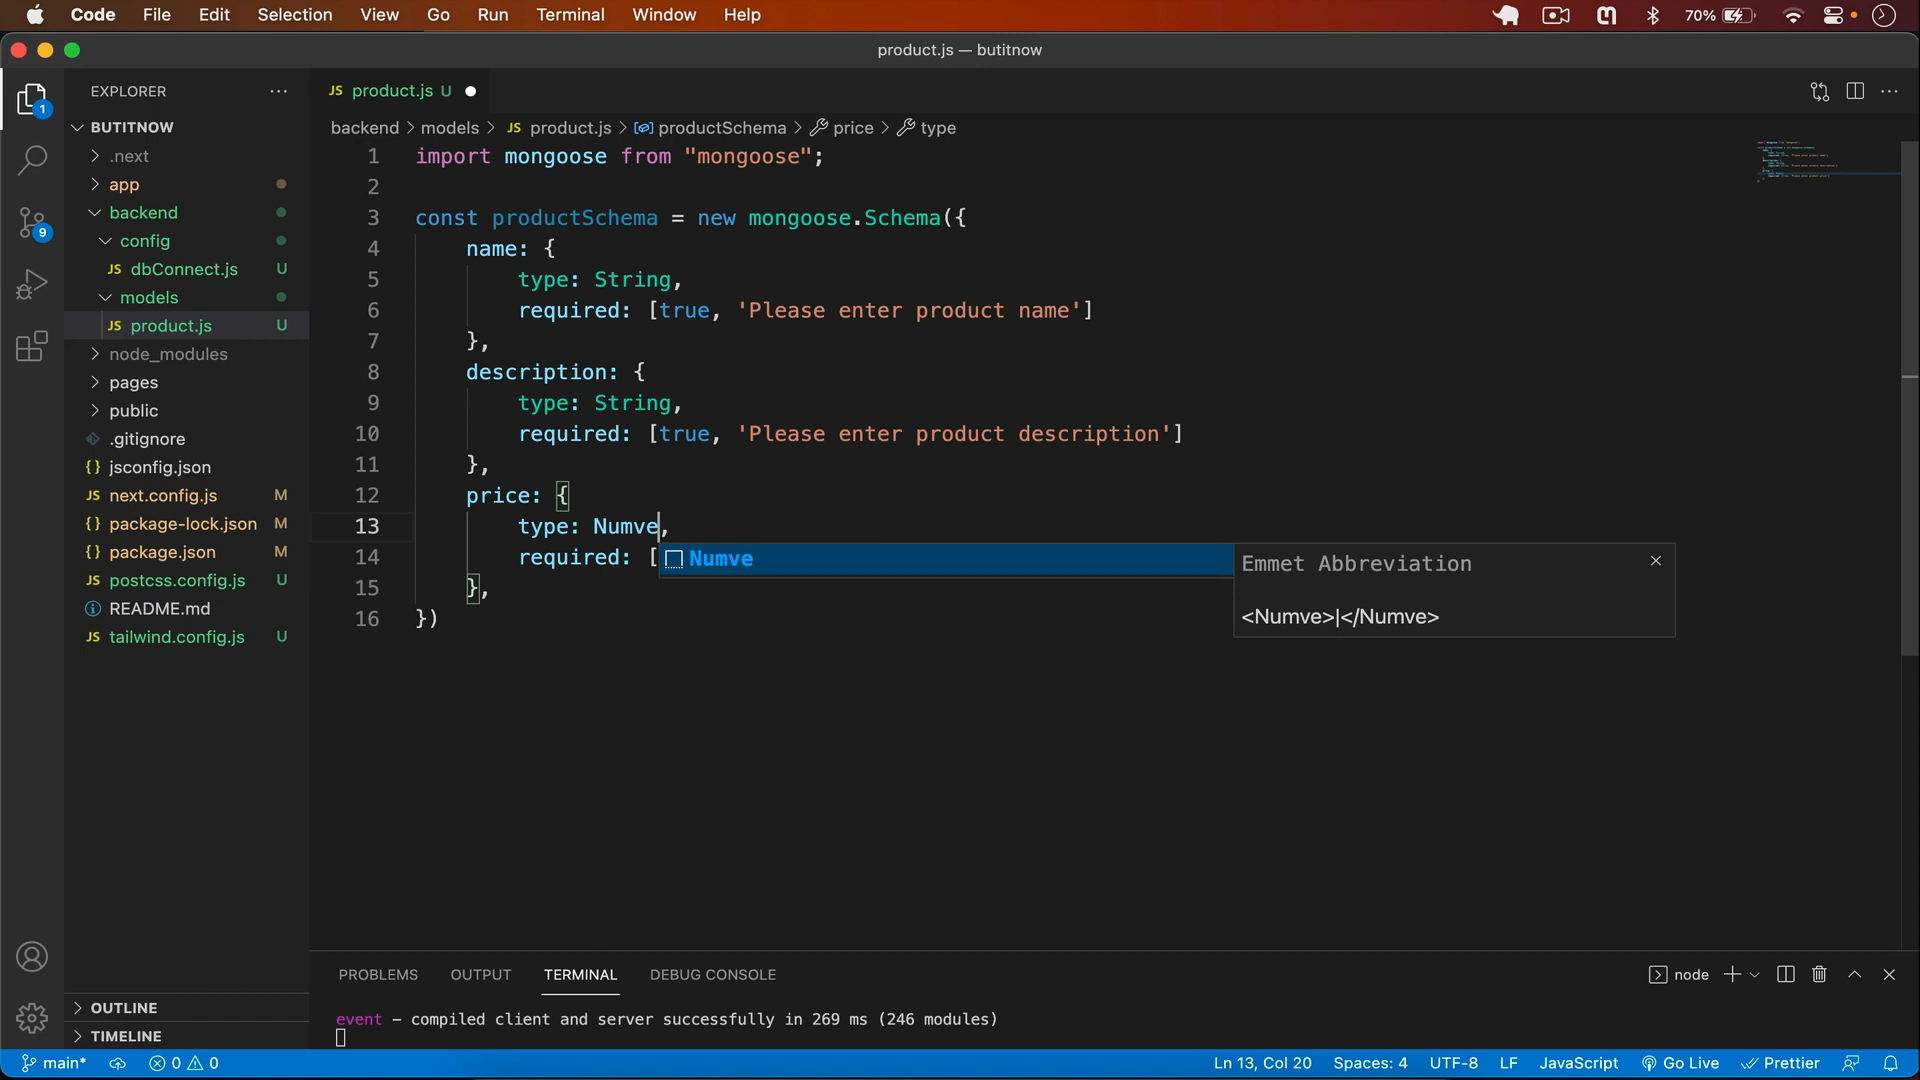 Code File Edit Selection View Go Run Terminal Window Help 70%
product.js — butitnow
EXPLORER
JS product.js U
BUTITNOW
backend > models > JS product.js > productSchema > price > type
.next
app
backend
config
JS dbConnect.js U
models
JS product.js U
node_modules
pages
public
.gitignore
{} jsconfig.json
JS next.config.js M
{} package-lock.json M
{} package.json M
JS postcss.config.js U
README.md
JS tailwind.config.js U
OUTLINE
TIMELINE
1
9
1 import mongoose from "mongoose";
2
3 const productSchema = new mongoose.Schema({
4 name: {
5 type: String,
6 required: [true, 'Please enter product name']
7 },
8 description: {
9 type: String,
10 required: [true, 'Please enter product description']
11 },
12 price: {
13 type: Numve,
14 required: [
15 },
16 })
Numve
Emmet Abbreviation
<Numve>|</Numve>
PROBLEMS OUTPUT TERMINAL DEBUG CONSOLE node
event – compiled client and server successfully in 269 ms (246 modules)
main* 0 0 Ln 13, Col 20 Spaces: 4 UTF-8 LF JavaScript Go Live Prettier